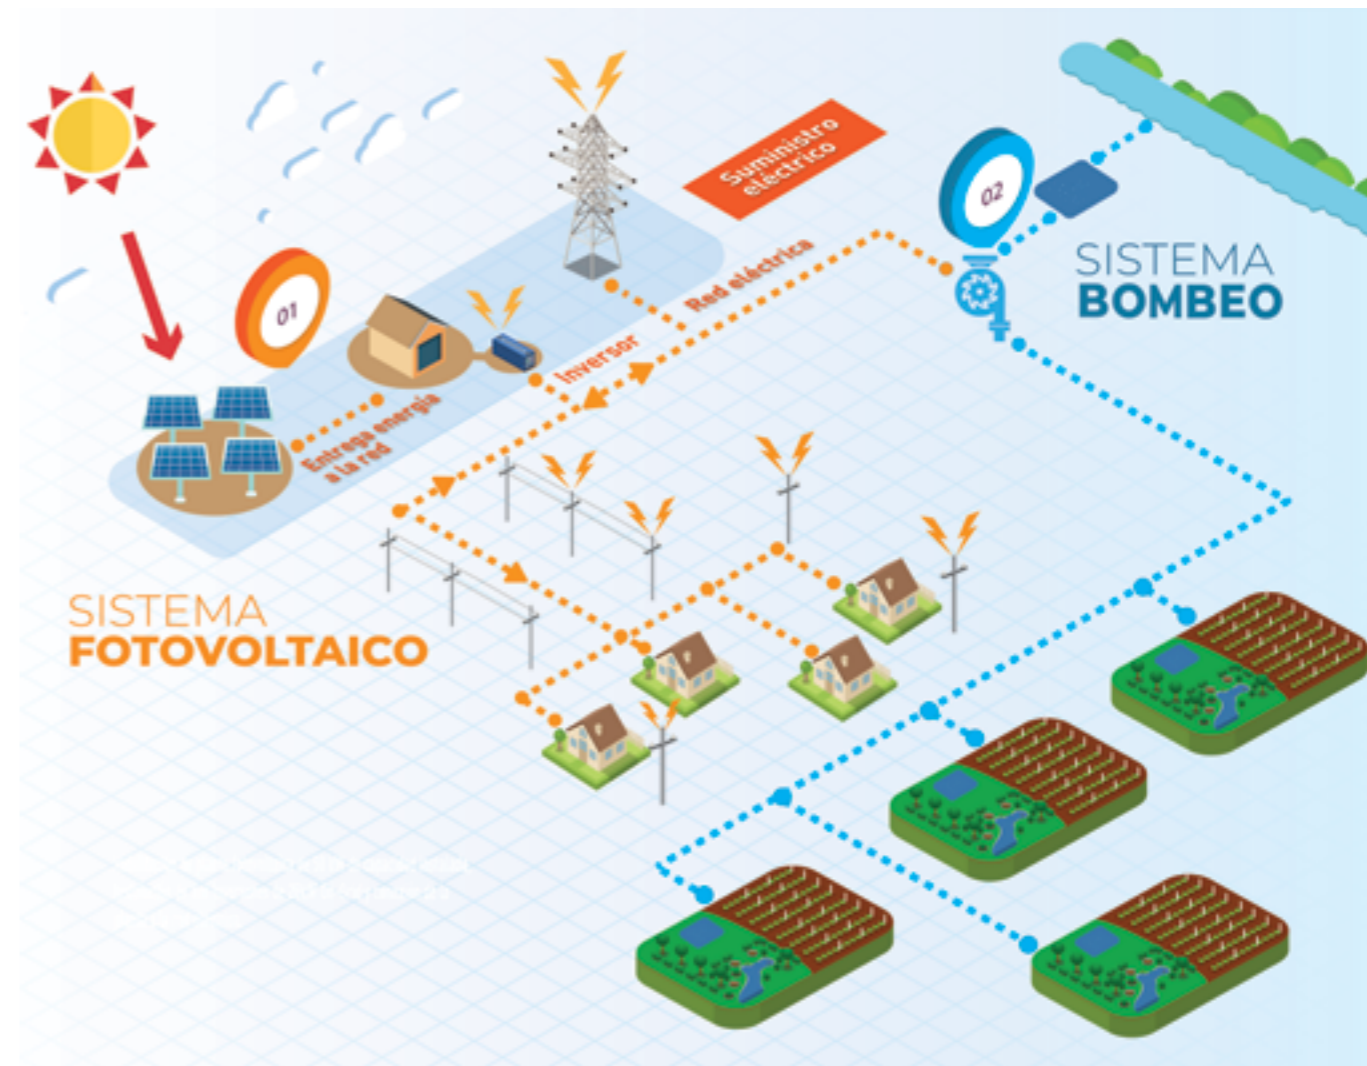 Suministro
eléctrico
02
SISTEMA
BOMBEO
Red eléctrica
01
Inversor
Entrega energía
a la red
SISTEMA
FOTOVOLTAICO